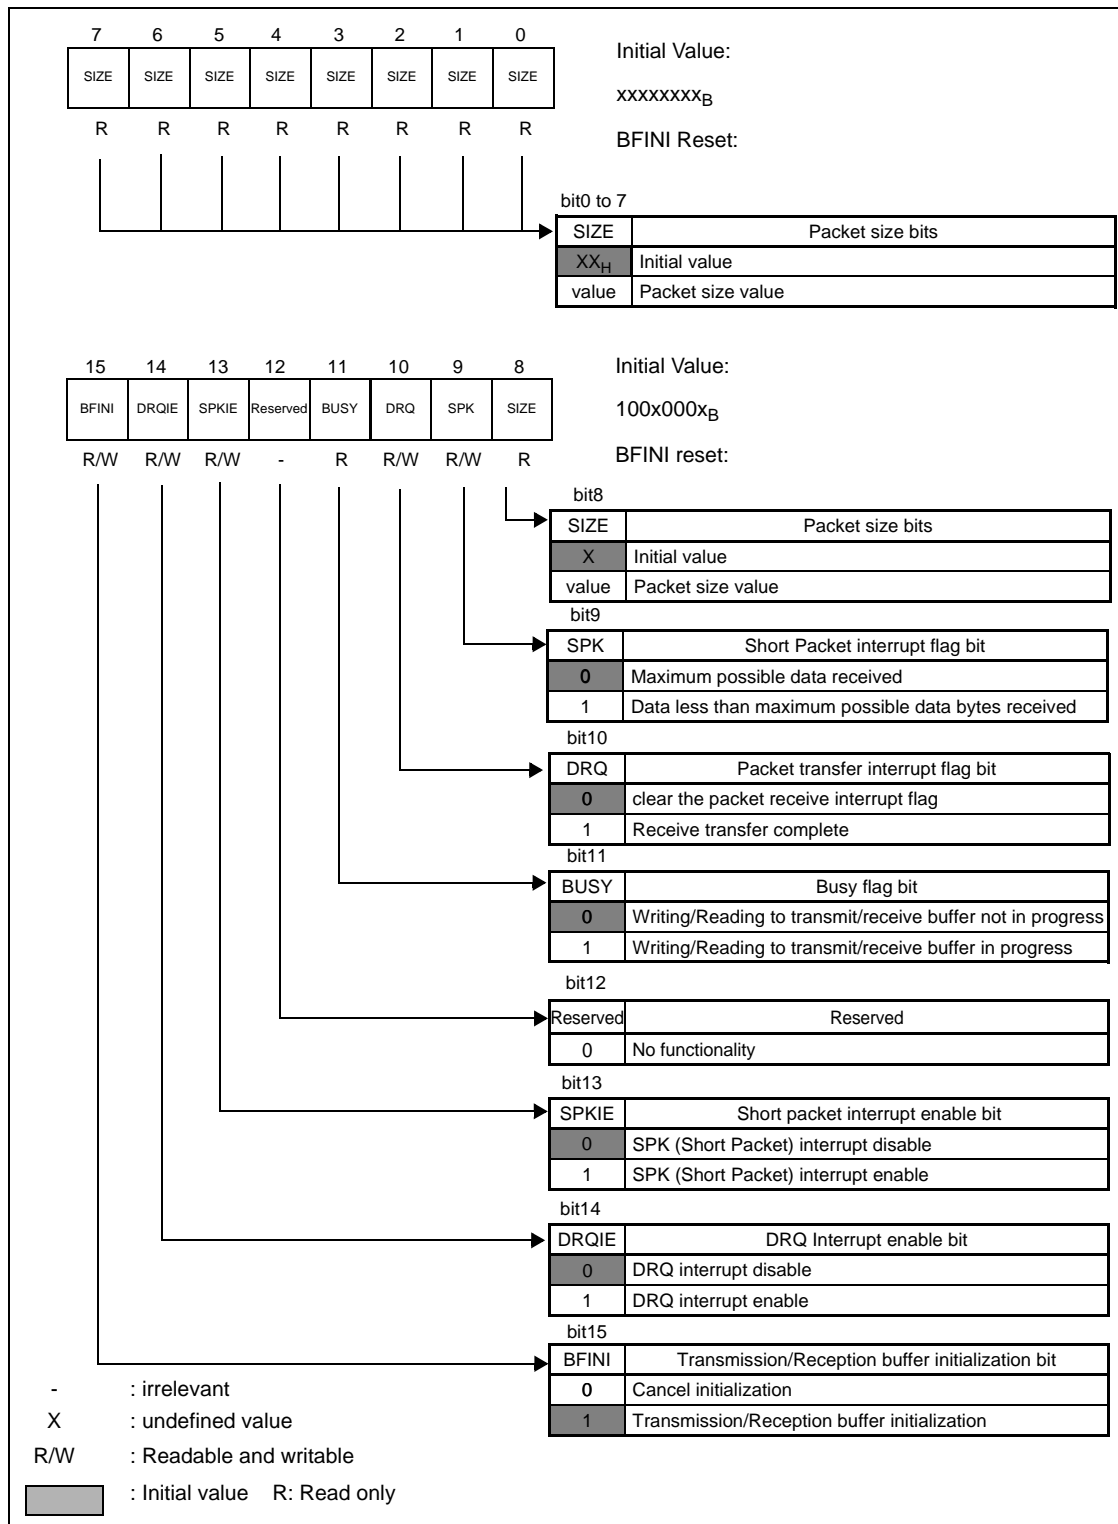 7 6 5 4 3 2 1 0
SIZE SIZE SIZE SIZE SIZE SIZE SIZE SIZE
R R R R R R R R
Initial Value:
xxxxxxxxB
BFINI Reset:
bit0 to 7
SIZE Packet size bits
XXH Initial value
value Packet size value
15 14 13 12 11 10 9 8
BFINI DRQIE SPKIE Reserved BUSY DRQ SPK SIZE
R/W R/W R/W - R R/W R/W R
Initial Value:
100x000xB
BFINI reset:
bit8
SIZE Packet size bits
X Initial value
value Packet size value
bit9
SPK Short Packet interrupt flag bit
0 Maximum possible data received
1 Data less than maximum possible data bytes received
bit10
DRQ Packet transfer interrupt flag bit
0 clear the packet receive interrupt flag
1 Receive transfer complete
bit11
BUSY Busy flag bit
0 Writing/Reading to transmit/receive buffer not in progress
1 Writing/Reading to transmit/receive buffer in progress
bit12
Reserved Reserved
0 No functionality
bit13
SPKIE Short packet interrupt enable bit
0 SPK (Short Packet) interrupt disable
1 SPK (Short Packet) interrupt enable
bit14
DRQIE DRQ Interrupt enable bit
0 DRQ interrupt disable
1 DRQ interrupt enable
bit15
BFINI Transmission/Reception buffer initialization bit
0 Cancel initialization
1 Transmission/Reception buffer initialization
- : irrelevant
X : undefined value
R/W : Readable and writable
: Initial value R: Read only